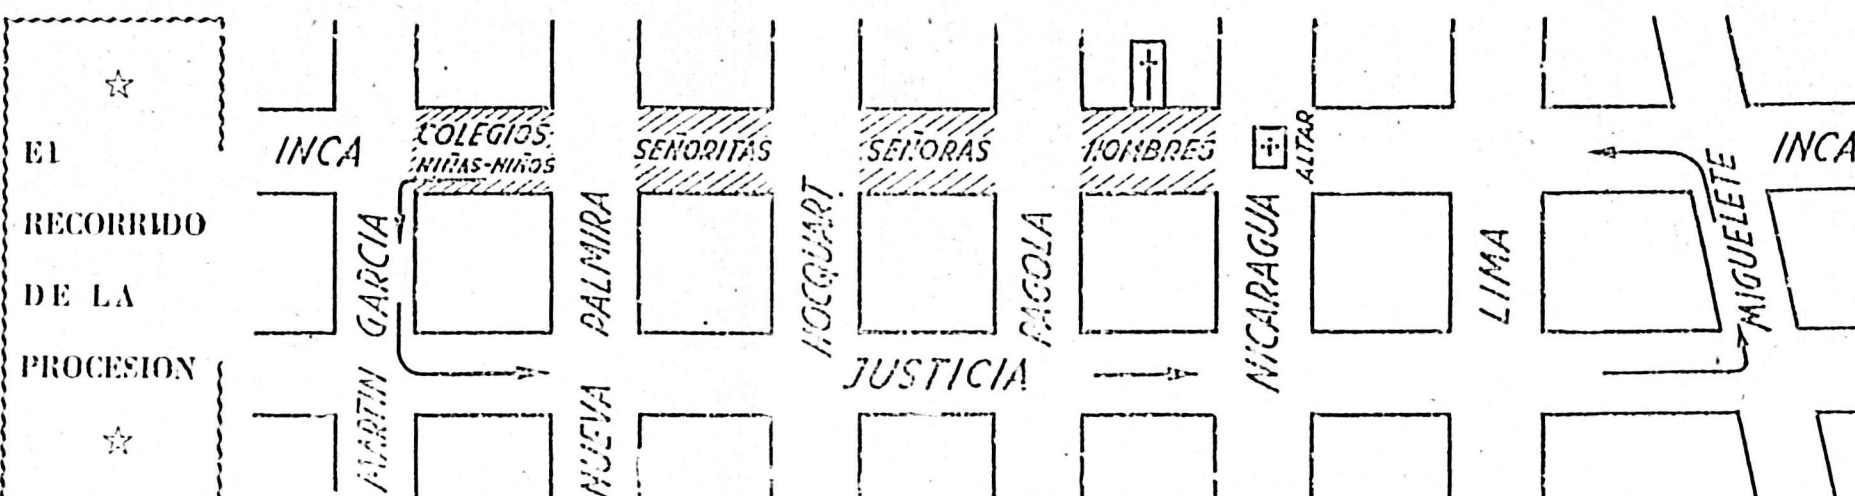 El
RECORRIDO
DE LA
PROCESION
INCA
COLEGIOS
NIÑAS-NIÑOS
SEÑORITAS
SEÑORAS
HOMBRES
ALTAR
INCA
MARTIN GARCIA
NUEVA PALMIRA
HOCQUART
PAGOLA
NICARAGUA
LIMA
MIGUELETE
JUSTICIA